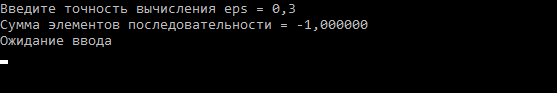 Введите точность вычисления eps = 0,3
Сумма элементов последовательности = -1,000000
Ожидание ввода